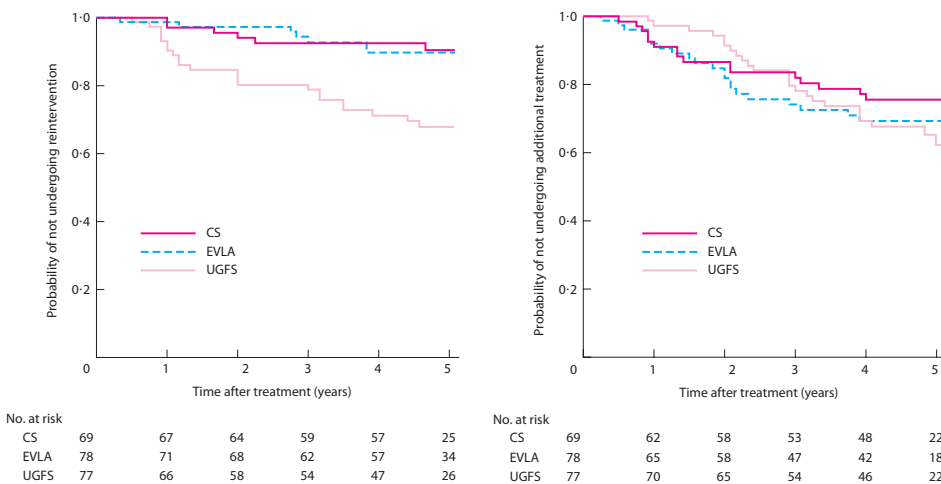 Probability of not undergoing reintervention
1·0
0·8
0·6
0·4
0·2
0 1 2 3 4 5
CS
EVLA
UGFS
Time after treatment (years)
No. at risk
CS 69 67 64 59 57 25
EVLA 78 71 68 62 57 34
UGFS 77 66 58 54 47 26
Probability of not undergoing additional treatment
1·0
0·8
0·6
0·4
0·2
0 1 2 3 4 5
CS
EVLA
UGFS
Time after treatment (years)
No. at risk
CS 69 62 58 53 48 22
EVLA 78 65 58 47 42 18
UGFS 77 70 65 54 46 22